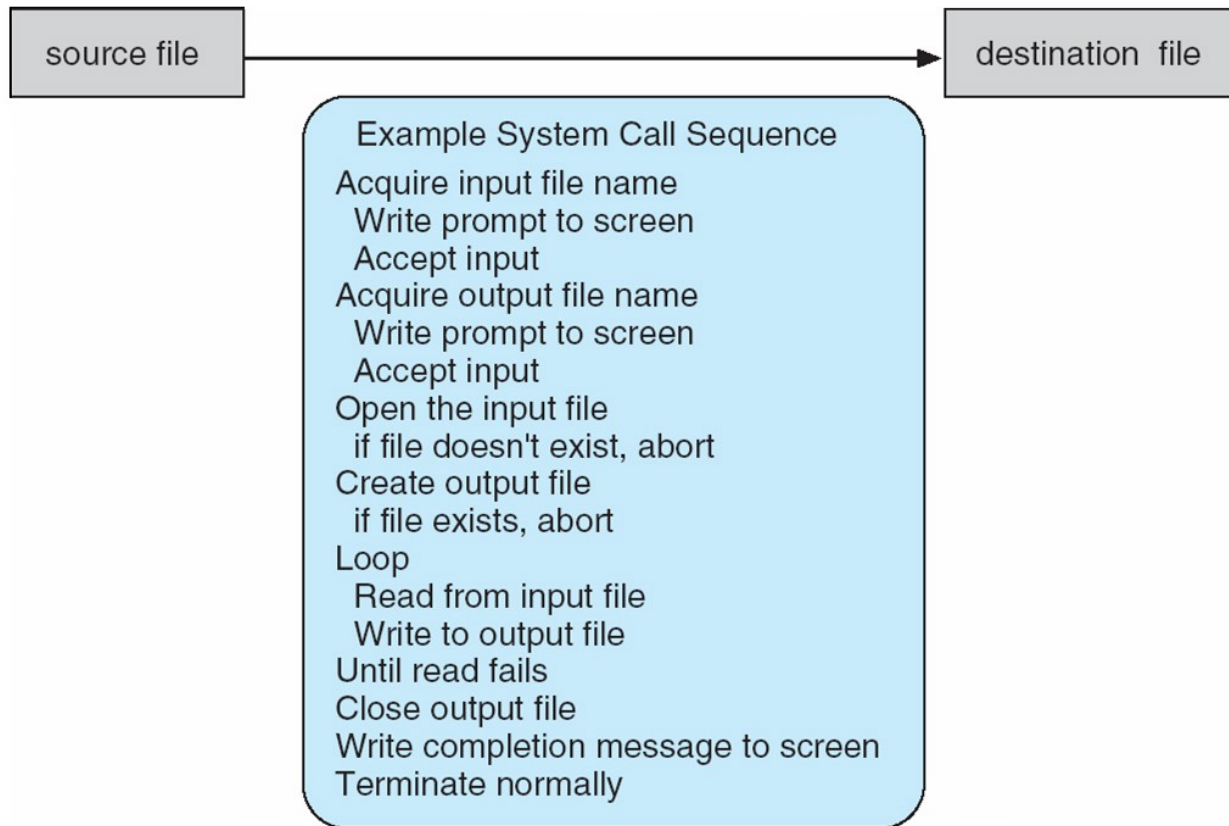 source file
destination file
Example System Call Sequence
Acquire input file name
Write prompt to screen
Accept input
Acquire output file name
Write prompt to screen
Accept input
Open the input file
if file doesn't exist, abort
Create output file
if file exists, abort
Loop
Read from input file
Write to output file
Until read fails
Close output file
Write completion message to screen
Terminate normally